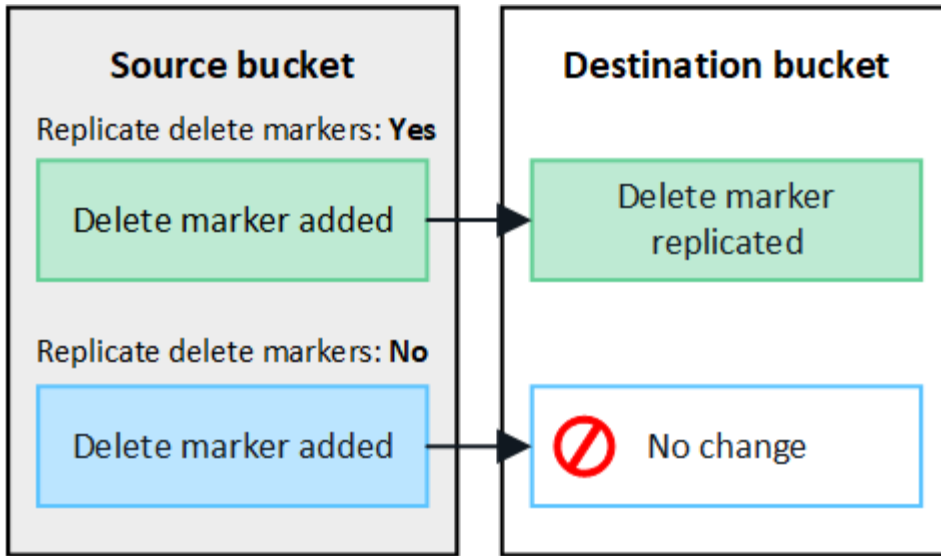 Source bucket
Destination bucket
Replicate delete markers: Yes
Delete marker added
Delete marker
replicated
Replicate delete markers: No
Delete marker added
No change